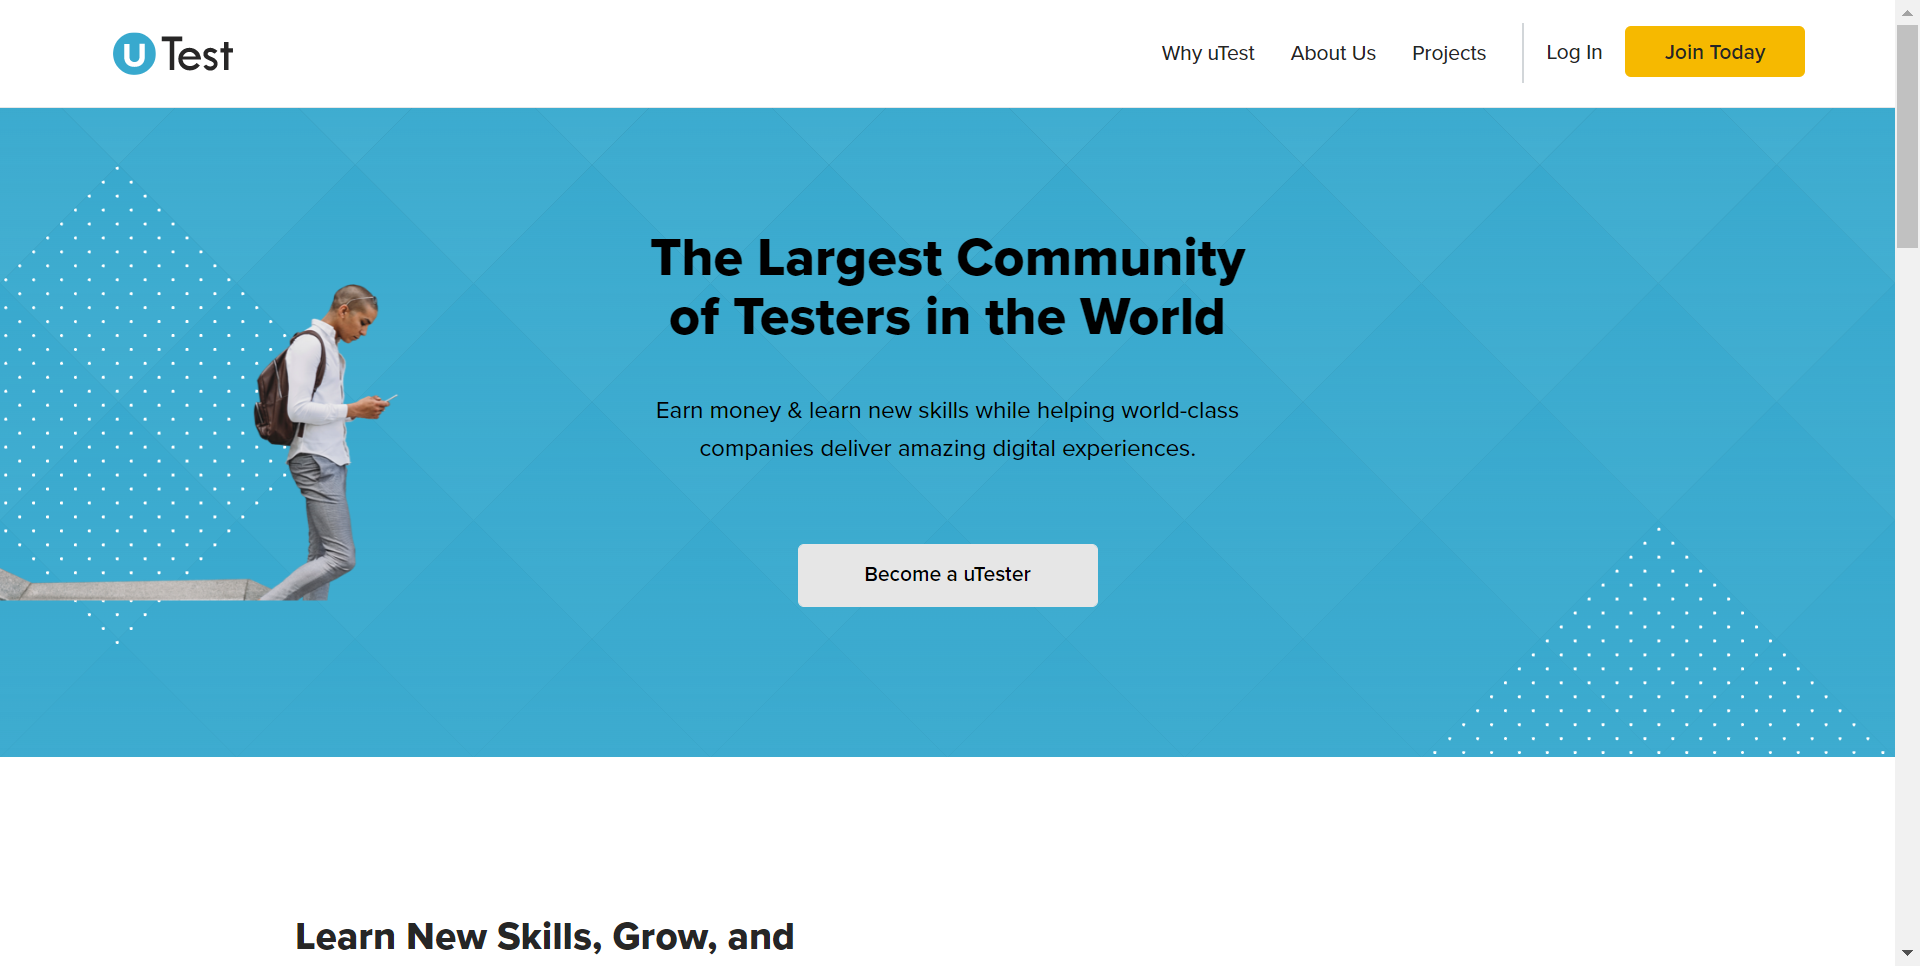 uTest
Why uTest
About Us
Projects
Log In
Join Today
The Largest Community
of Testers in the World
Earn money & learn new skills while helping world-class
companies deliver amazing digital experiences.
Become a uTester
Learn New Skills, Grow, and